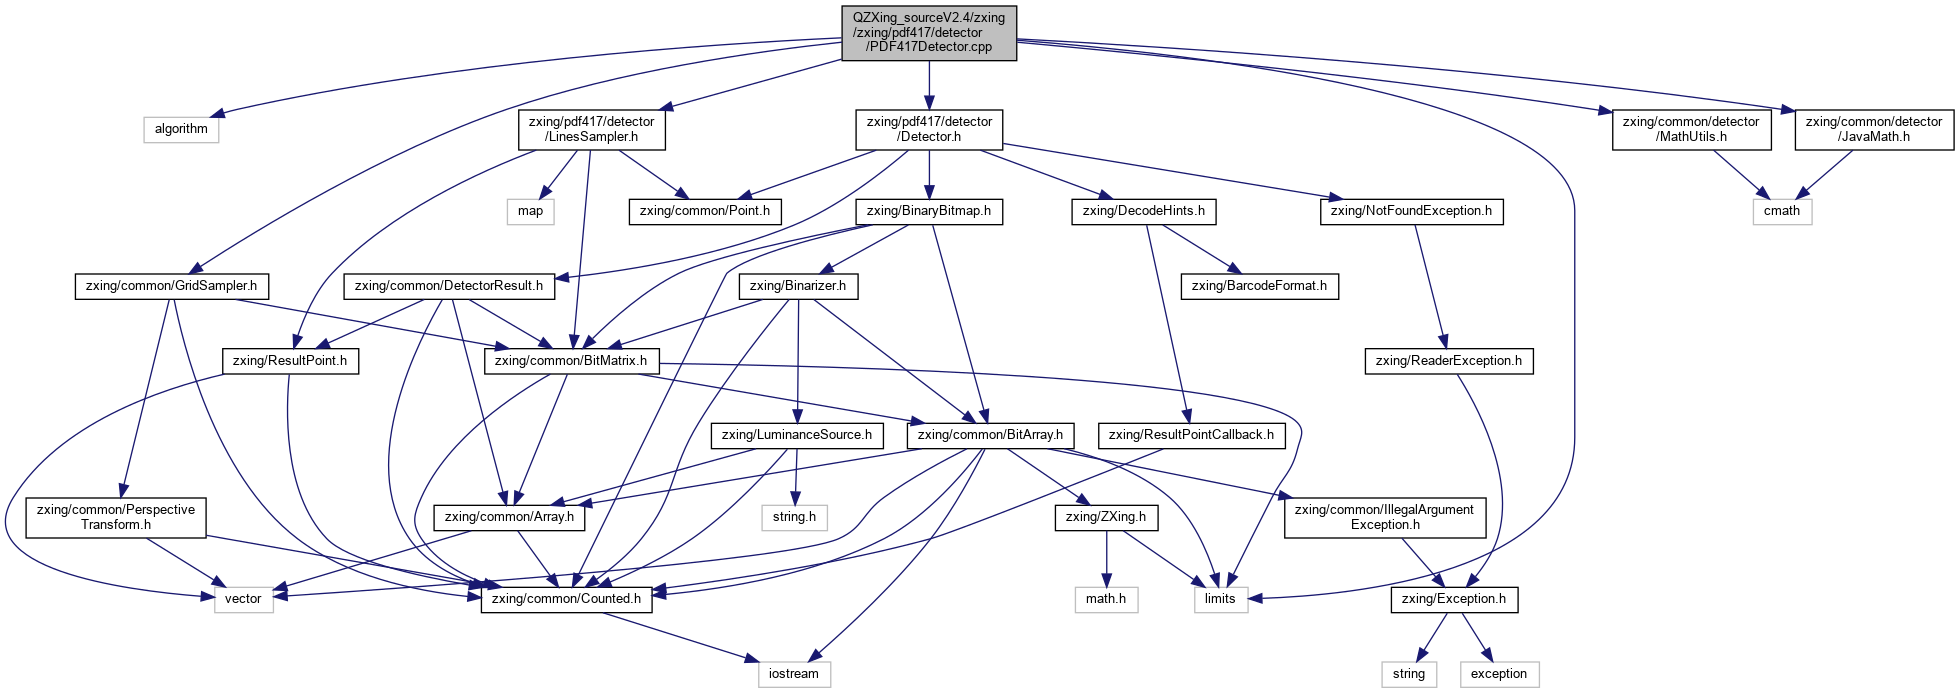 QZXing_sourceV2.4/zxing
/zxing/pdf417/detector
/PDF417Detector.cpp
algorithm
zxing/pdf417/detector
/LinesSampler.h
zxing/pdf417/detector
/Detector.h
zxing/common/detector
/MathUtils.h
zxing/common/detector
/JavaMath.h
map
zxing/common/Point.h
zxing/BinaryBitmap.h
zxing/DecodeHints.h
zxing/NotFoundException.h
cmath
zxing/common/GridSampler.h
zxing/common/DetectorResult.h
zxing/Binarizer.h
zxing/BarcodeFormat.h
zxing/ResultPoint.h
zxing/common/BitMatrix.h
zxing/ReaderException.h
zxing/LuminanceSource.h
zxing/common/BitArray.h
zxing/ResultPointCallback.h
zxing/common/Perspective
Transform.h
zxing/common/Array.h
string.h
zxing/ZXing.h
zxing/common/IllegalArgument
Exception.h
vector
zxing/common/Counted.h
math.h
limits
zxing/Exception.h
iostream
string
exception